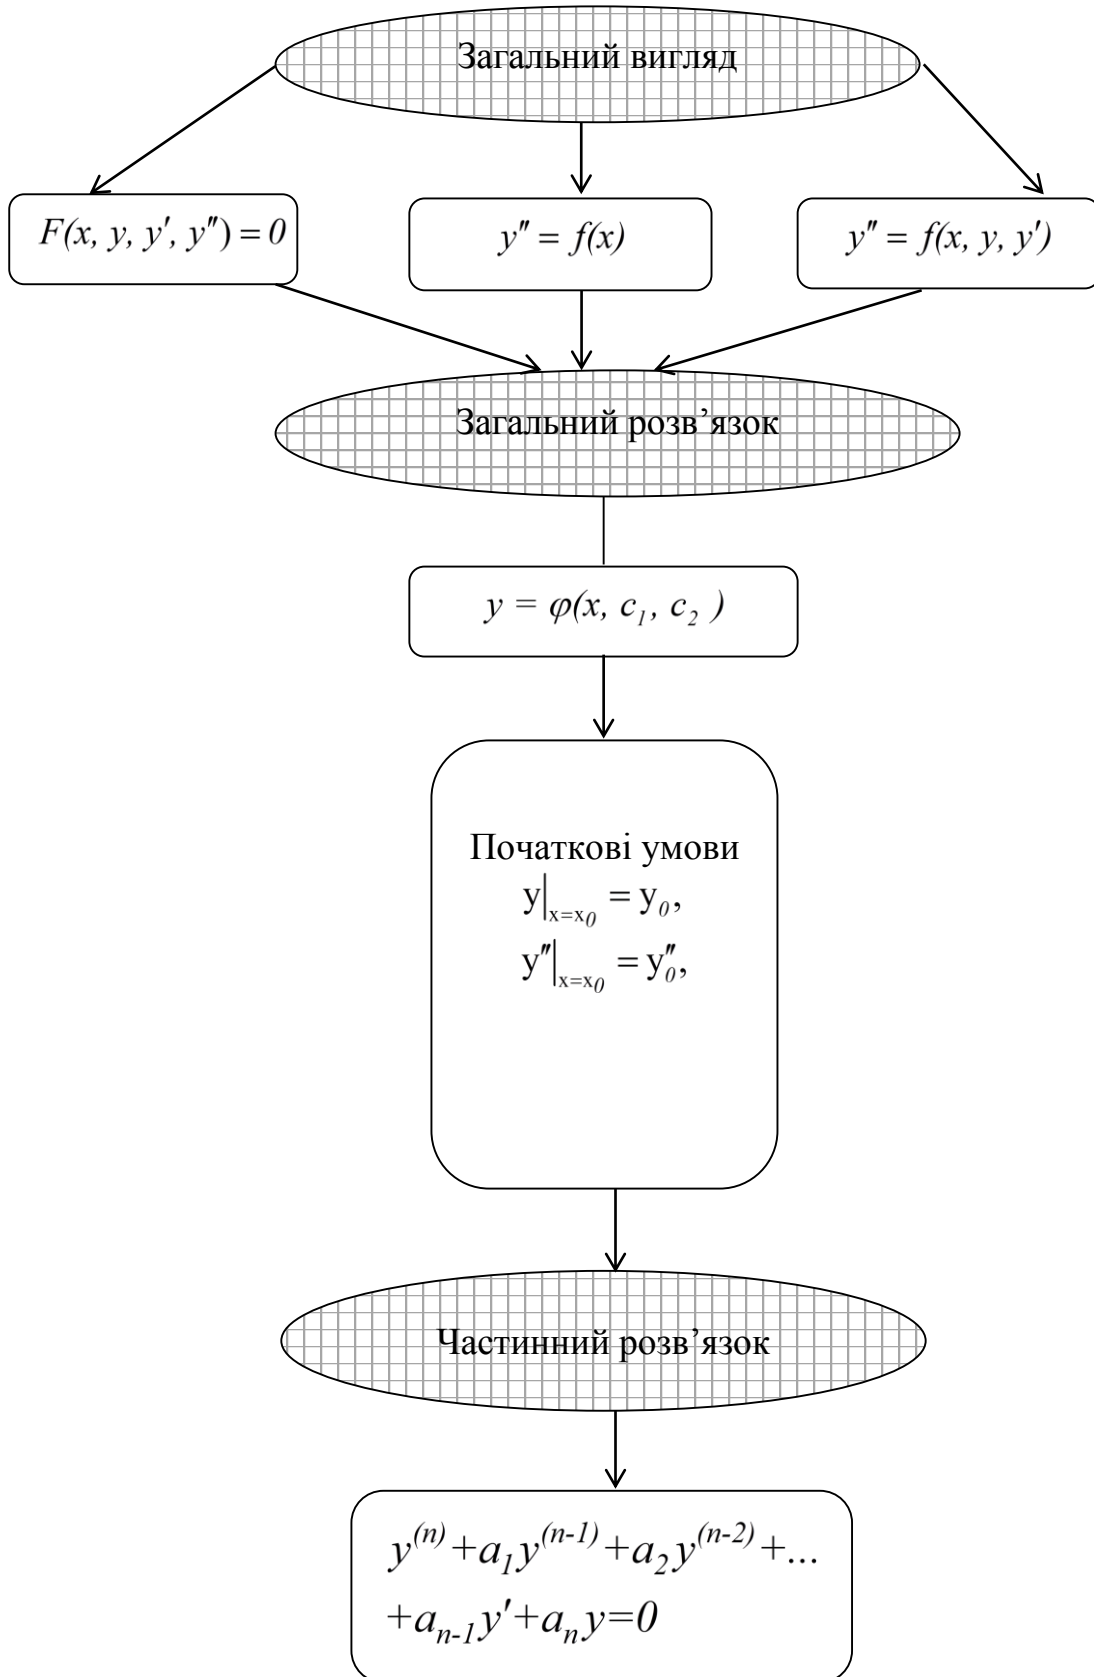 Загальний вигляд
F(x, y, y′, y″) = 0
y″ = f(x)
y″ = f(x, y, y′)
Загальний розв’язок
y = φ(x, c₁, c₂ )
Початкові умови
y|ₓ₌ₓ₀ = y₀,
y″|ₓ₌ₓ₀ = y″₀,
Частинний розв’язок
y⁽ⁿ⁾+a₁y⁽ⁿ⁻¹⁾+a₂y⁽ⁿ⁻²⁾+...
+aₙ₋₁y′+aₙy=0